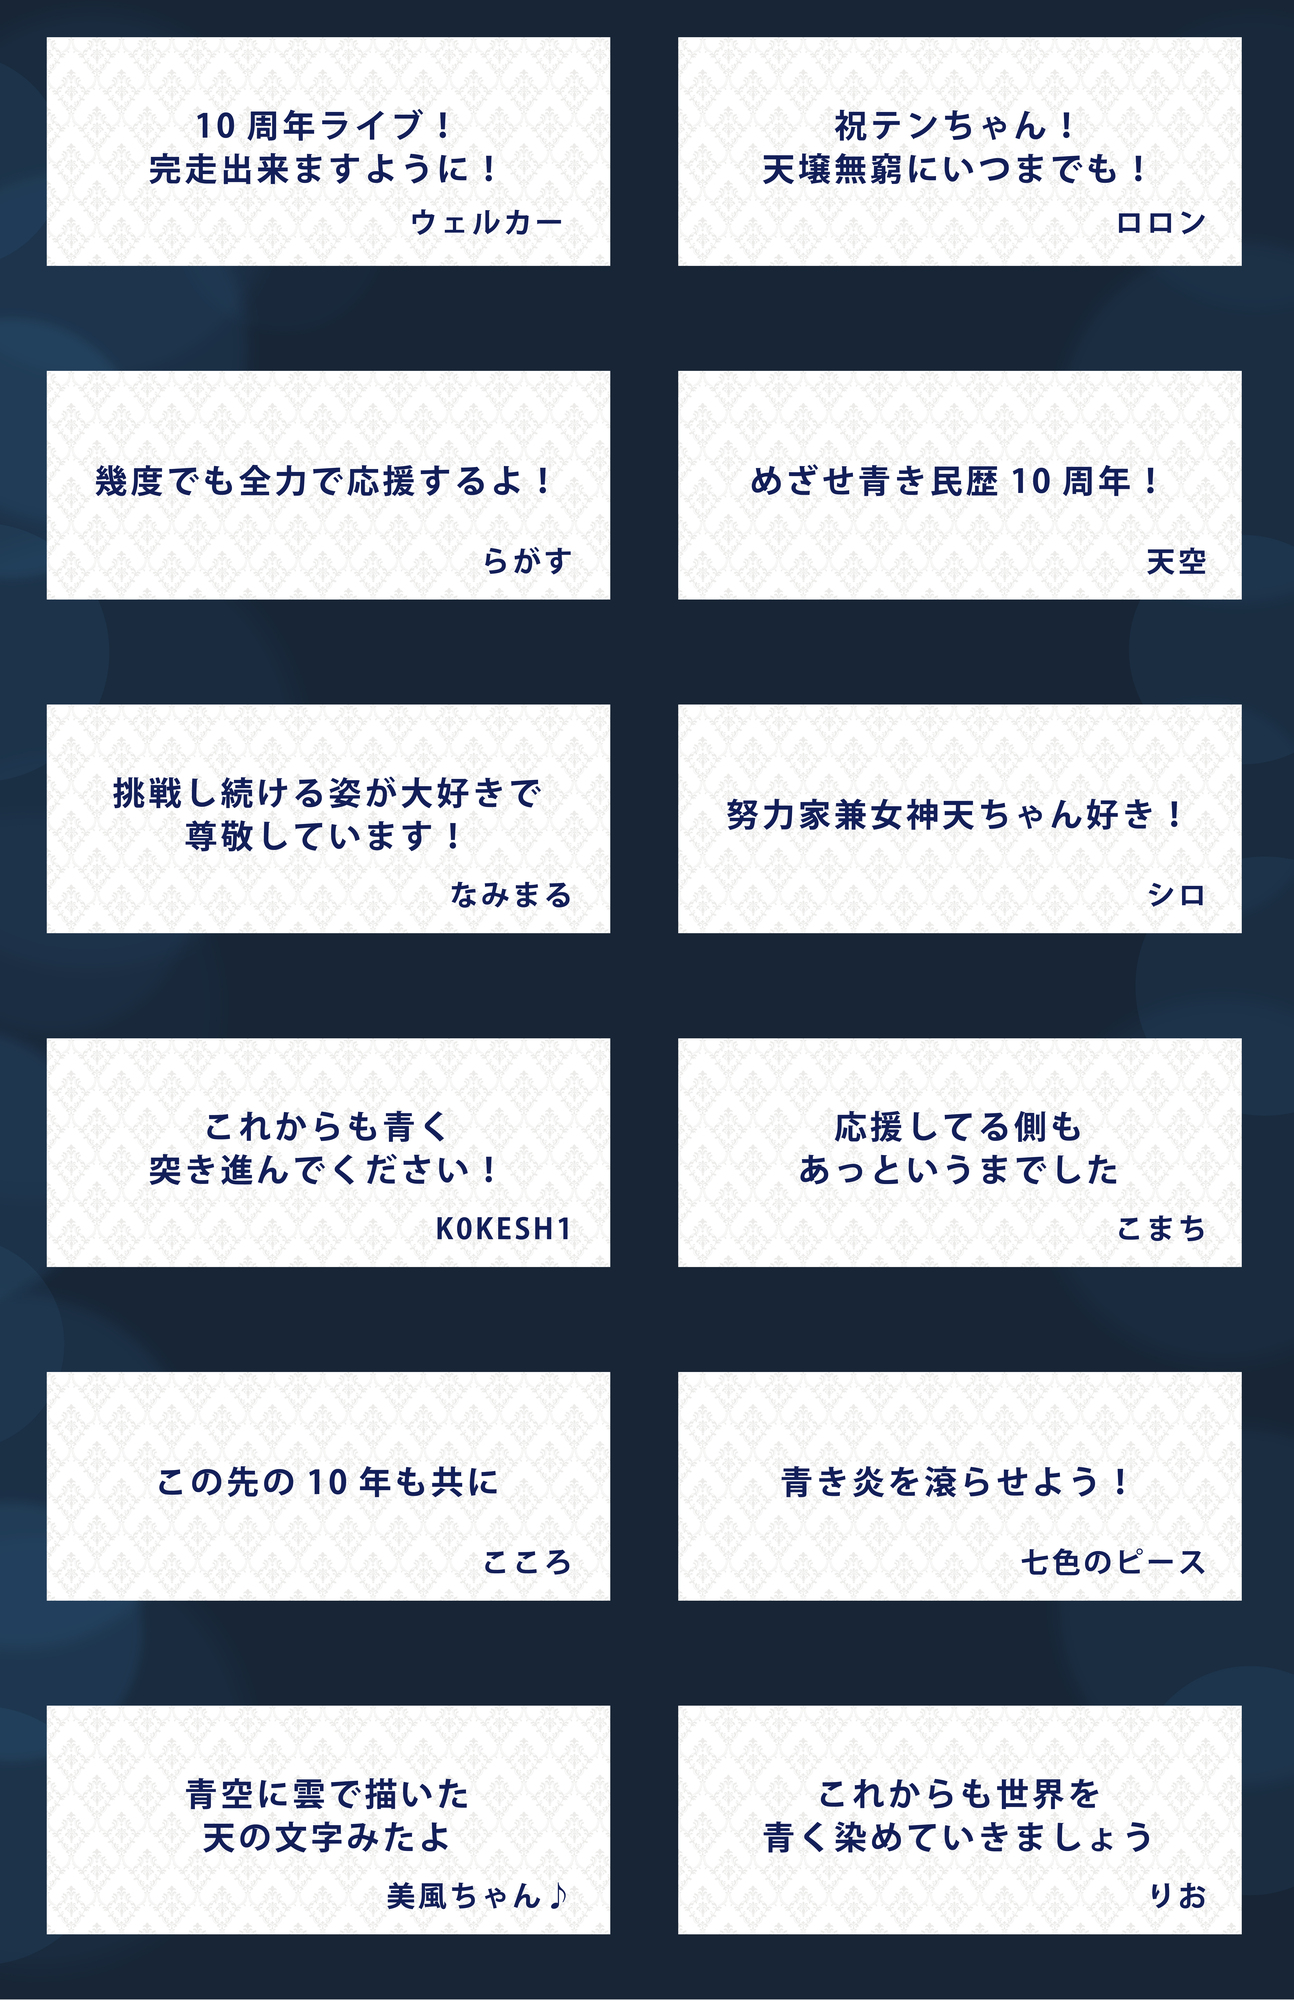 10周年ライブ！
完走出来ますように！
ウェルカー
祝テンちゃん！
天壌無窮にいつまでも！
ロロン
幾度でも全力で応援するよ！
らがす
めざせ青き民歴10周年！
天空
挑戦し続ける姿が大好きで
尊敬しています！
なみまる
努力家兼女神天ちゃん好き！
シロ
これからも青く
突き進んでください！
K0KESH1
応援してる側も
あっというまでした
こまち
この先の10年も共に
こころ
青き炎を滾らせよう！
七色のピース
青空に雲で描いた
天の文字みたよ
美風ちゃん♪
これからも世界を
青く染めていきましょう
りお